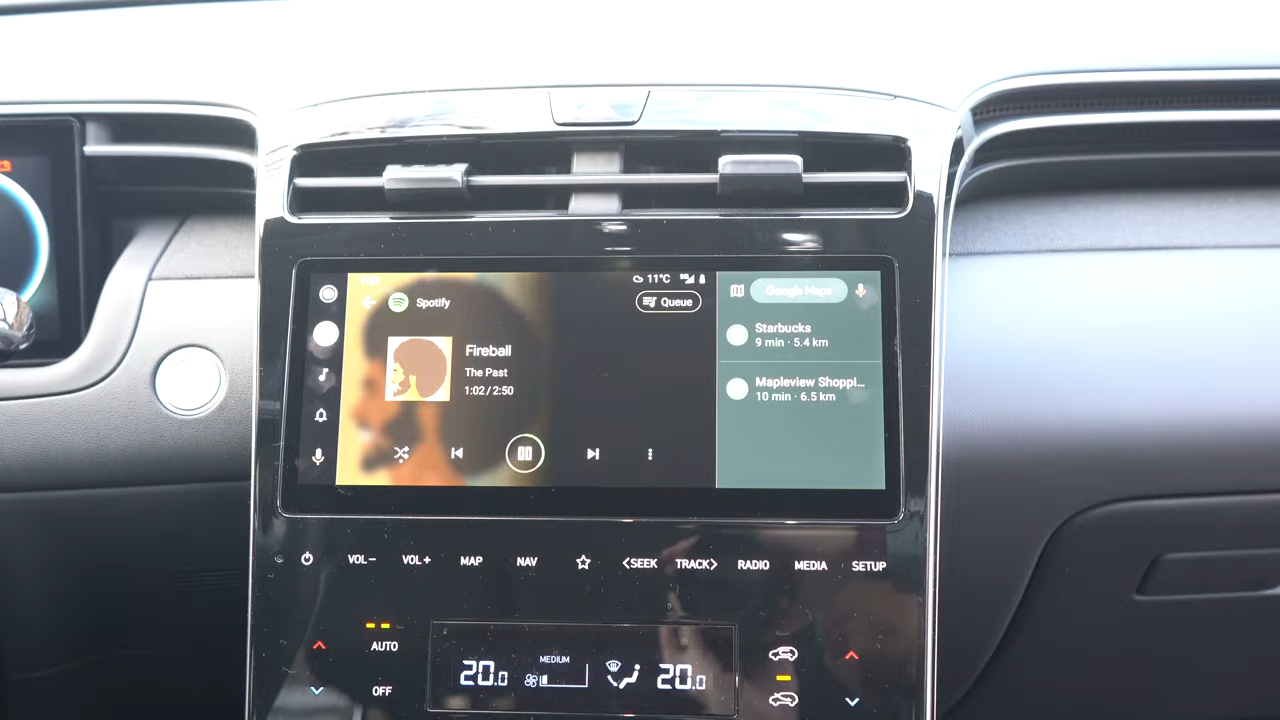 11°C
Spotify
Queue
Google Maps
Fireball
The Past
1:02 / 2:50
Starbucks
9 min · 5.4 km
Mapleview Shoppi...
10 min · 6.5 km
VOL− VOL+ MAP NAV <SEEK TRACK> RADIO MEDIA SETUP
AUTO
OFF
MEDIUM
20.0 20.0